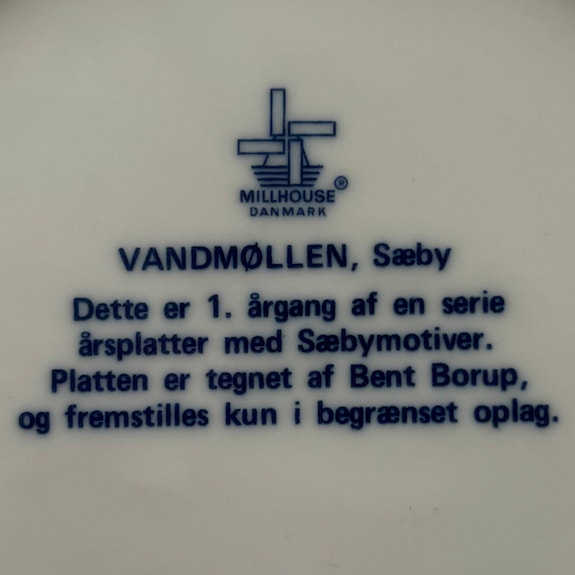 MILLHOUSE®
DANMARK
VANDMØLLEN, Sæby
Dette er 1. årgang af en serie
årsplatter med Sæbymotiver.
Platten er tegnet af Bent Borup,
og fremstilles kun i begrænset oplag.